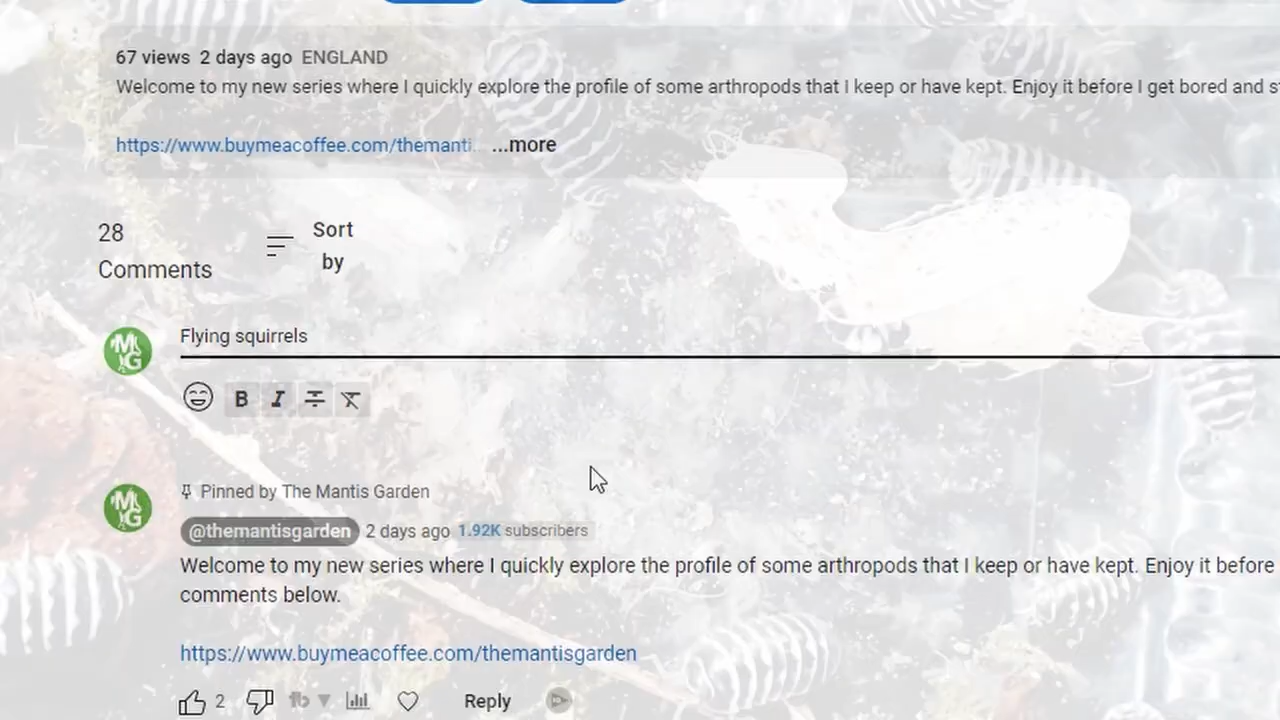 67 views 2 days ago ENGLAND
Welcome to my new series where I quickly explore the profile of some arthropods that I keep or have kept. Enjoy it before I get bored and
https://www.buymeacoffee.com/themanti.. ...more
28
Comments
Sort
by
Flying squirrels
B I
Pinned by The Mantis Garden
@themantisgarden 2 days ago 1.92K subscribers
Welcome to my new series where I quickly explore the profile of some arthropods that I keep or have kept. Enjoy it before
comments below.
https://www.buymeacoffee.com/themantisgarden
2 tb Reply